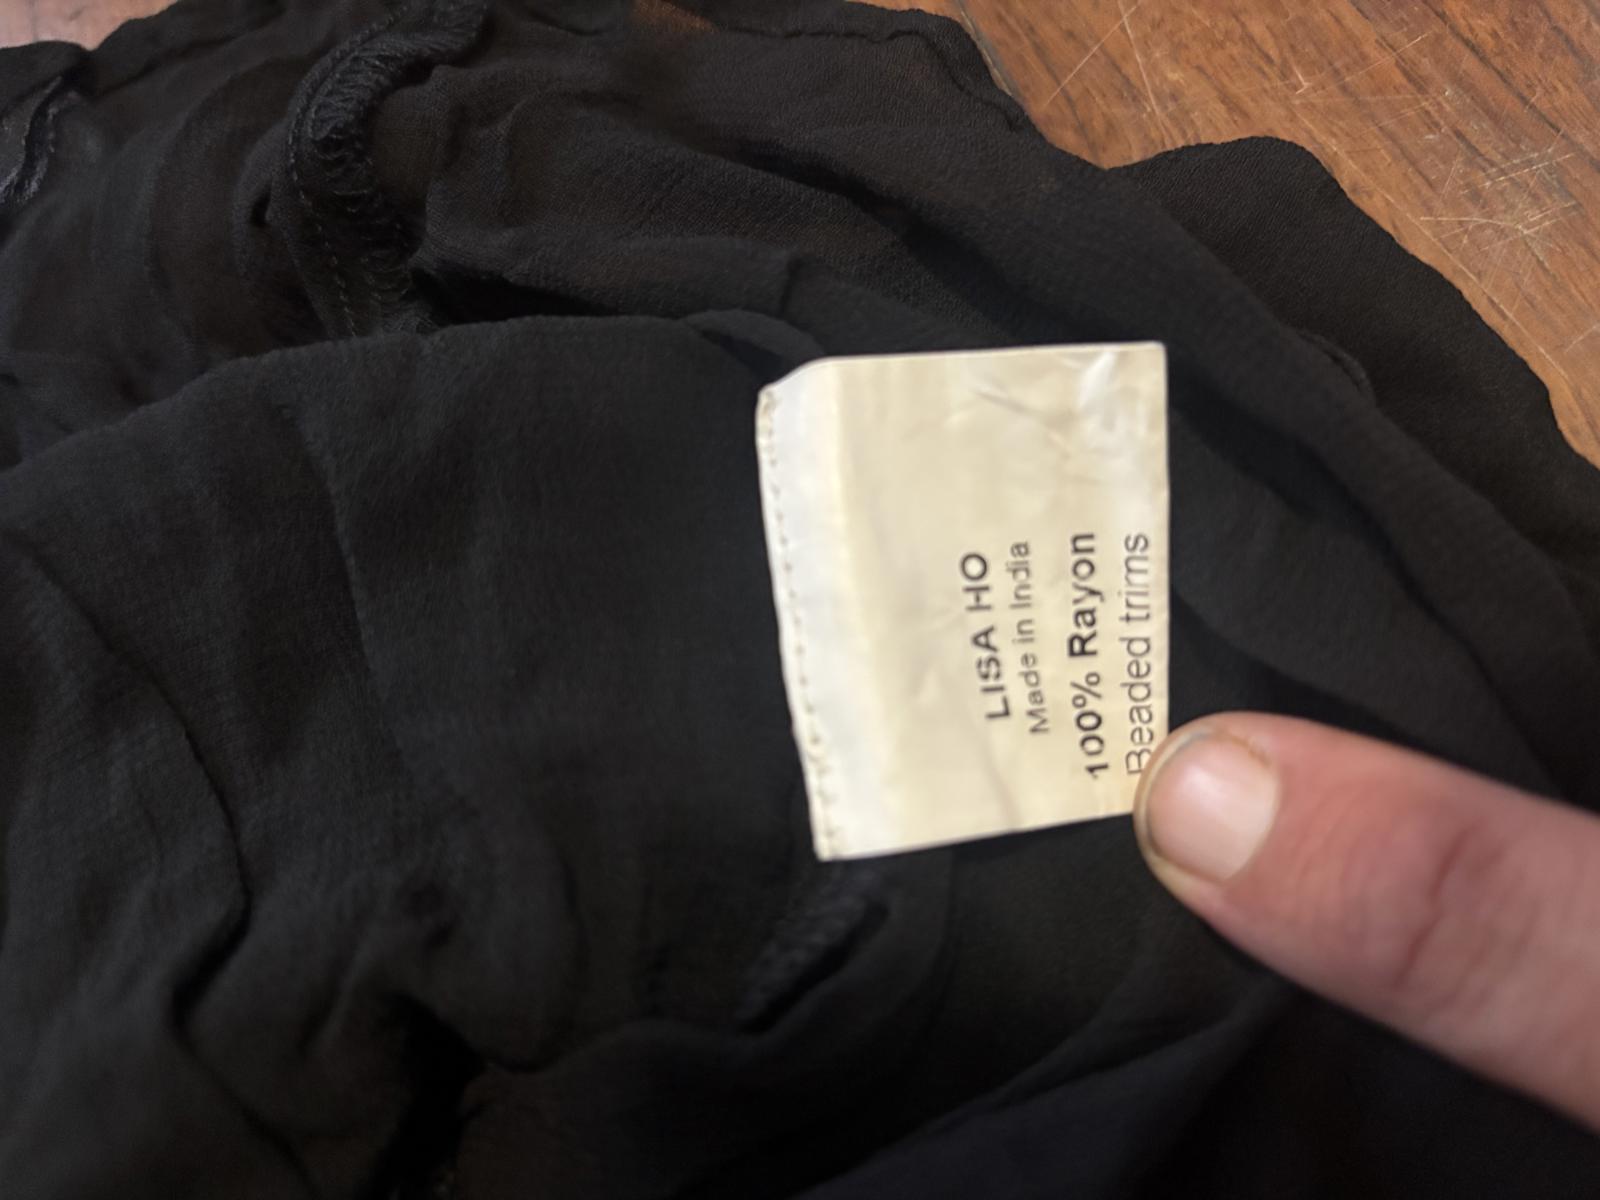 LISA HO
Made in India
100% Rayon
Beaded trims